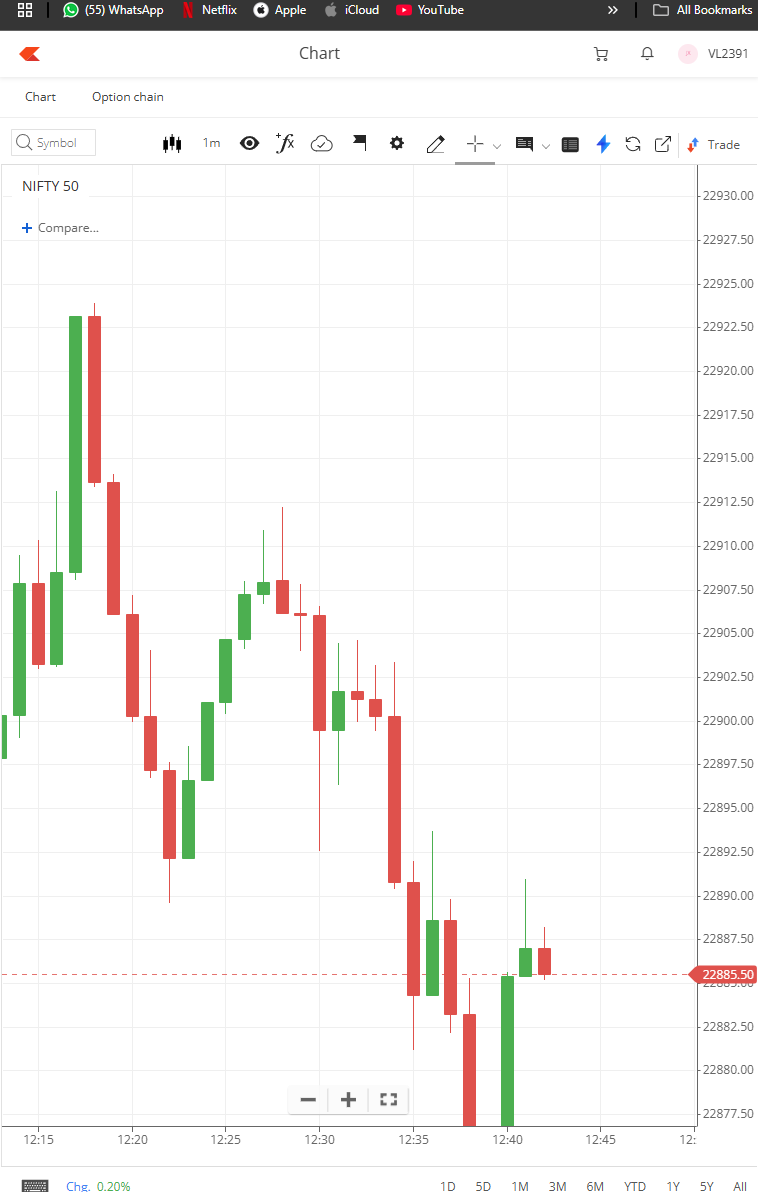 (55) WhatsApp Netflix Apple iCloud YouTube » All Bookmarks
Chart VL2391
Chart Option chain
Symbol 1m fx Trade
NIFTY 50
+ Compare...
22930.00
22927.50
22925.00
22922.50
22920.00
22917.50
22915.00
22912.50
22910.00
22907.50
22905.00
22902.50
22900.00
22897.50
22895.00
22892.50
22890.00
22887.50
22885.50
22885.00
22882.50
22880.00
22877.50
12:15 12:20 12:25 12:30 12:35 12:40 12:45 12:
Chg. 0.20% 1D 5D 1M 3M 6M YTD 1Y 5Y All